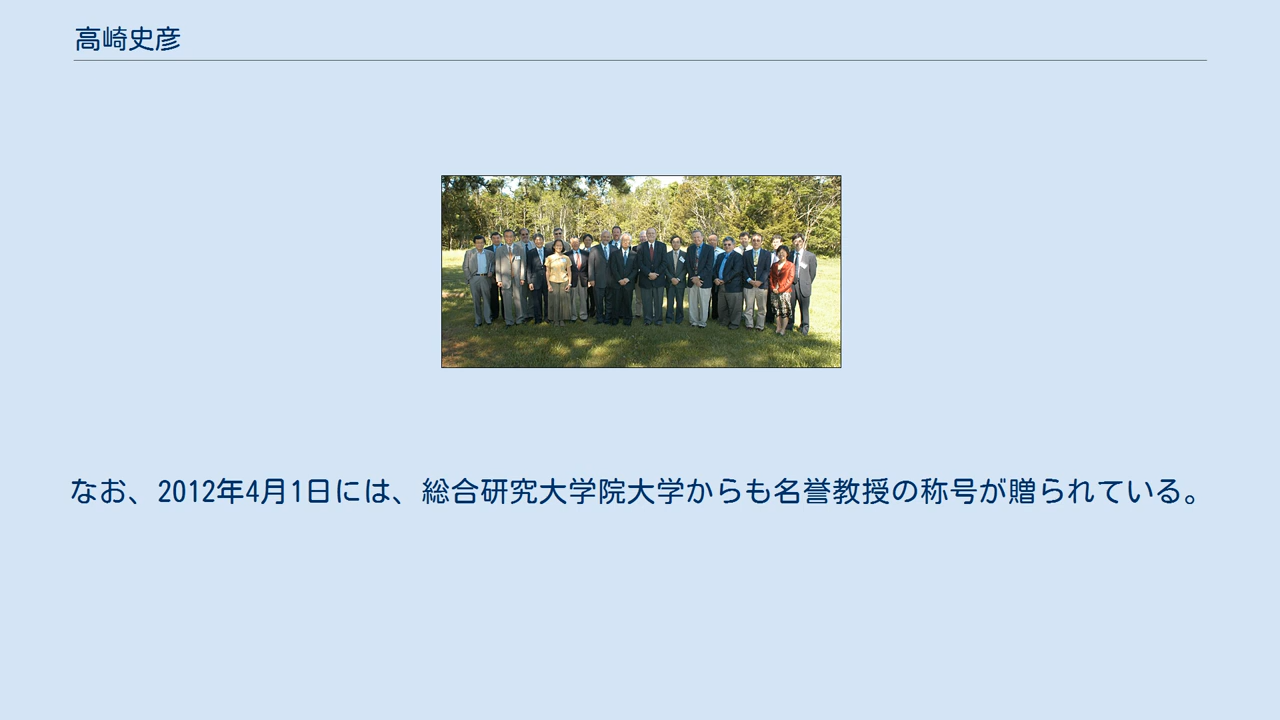 高崎史彦
なお、2012年4月1日には、総合研究大学院大学からも名誉教授の称号が贈られている。